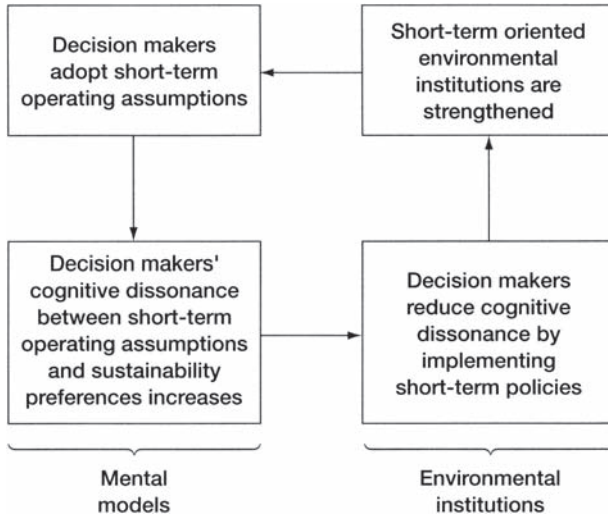 Decision makers
adopt short-term
operating assumptions
Short-term oriented
environmental
institutions are
strengthened
Decision makers'
cognitive dissonance
between short-term
operating assumptions
and sustainability
preferences increases
Decision makers
reduce cognitive
dissonance by
implementing
short-term policies
Mental
models
Environmental
institutions